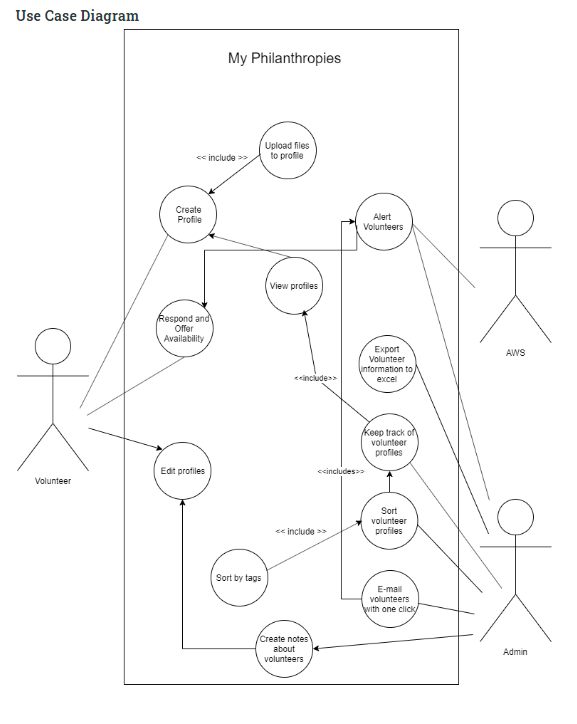 Use Case Diagram
My Philanthropies
Upload files
to profile
<< include >>
Create
Profile
Alert
Volunteers
View profiles
Respond and
Offer
Availability
Export
Volunteer
information to
excel
AWS
<<include>>
Keep track of
volunteer
profiles
Volunteer
Edit profiles
<<includes>>
Sort
volunteer
profiles
<< include >>
Sort by tags
E-mail
volunteers
with one click
Create notes
about
volunteers
Admin